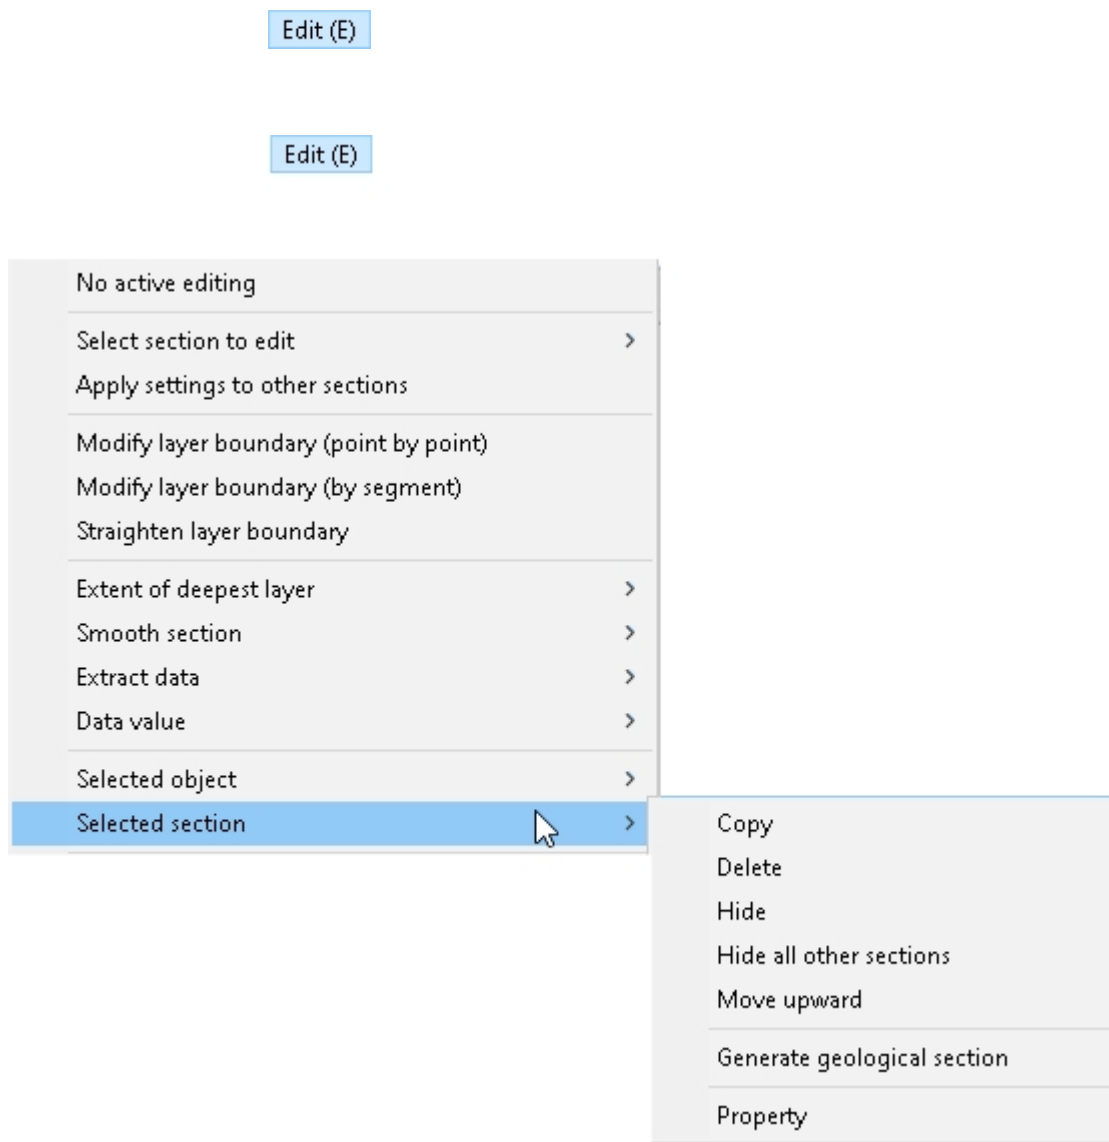 Edit (E)
Edit (E)
No active editing
Select section to edit
Apply settings to other sections
Modify layer boundary (point by point)
Modify layer boundary (by segment)
Straighten layer boundary
Extent of deepest layer
Smooth section
Extract data
Data value
Selected object
Selected section
Copy
Delete
Hide
Hide all other sections
Move upward
Generate geological section
Property